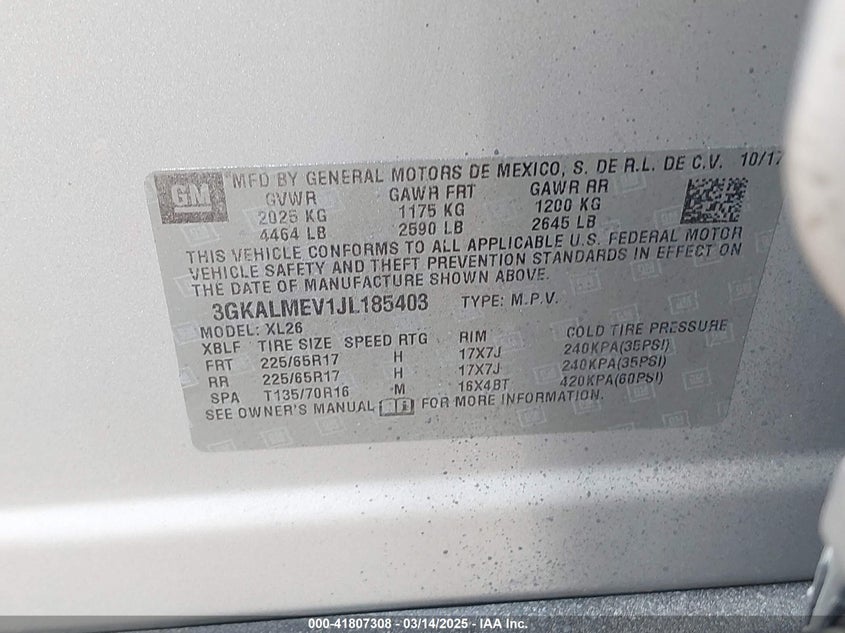 GM
MFD BY GENERAL MOTORS DE MEXICO, S. DE R.L. DE C.V. 10/17
GVWR GAWR FRT GAWR RR
2025 KG 1175 KG 1200 KG
4464 LB 2590 LB 2645 LB
THIS VEHICLE CONFORMS TO ALL APPLICABLE U.S. FEDERAL MOTOR
VEHICLE SAFETY AND THEFT PREVENTION STANDARDS IN EFFECT ON
THE DATE OF MANUFACTURE SHOWN ABOVE.
3GKALMEV1JL185403 TYPE: M.P.V.
MODEL: XL26
XBLF TIRE SIZE SPEED RTG RIM COLD TIRE PRESSURE
FRT 225/65R17 H 17X7J 240KPA(35PSI)
RR 225/65R17 H 17X7J 240KPA(35PSI)
SPA T135/70R16 M 16X4BT 420KPA(60PSI)
SEE OWNER'S MANUAL FOR MORE INFORMATION.
000-41807308 - 03/14/2025 - IAA Inc.